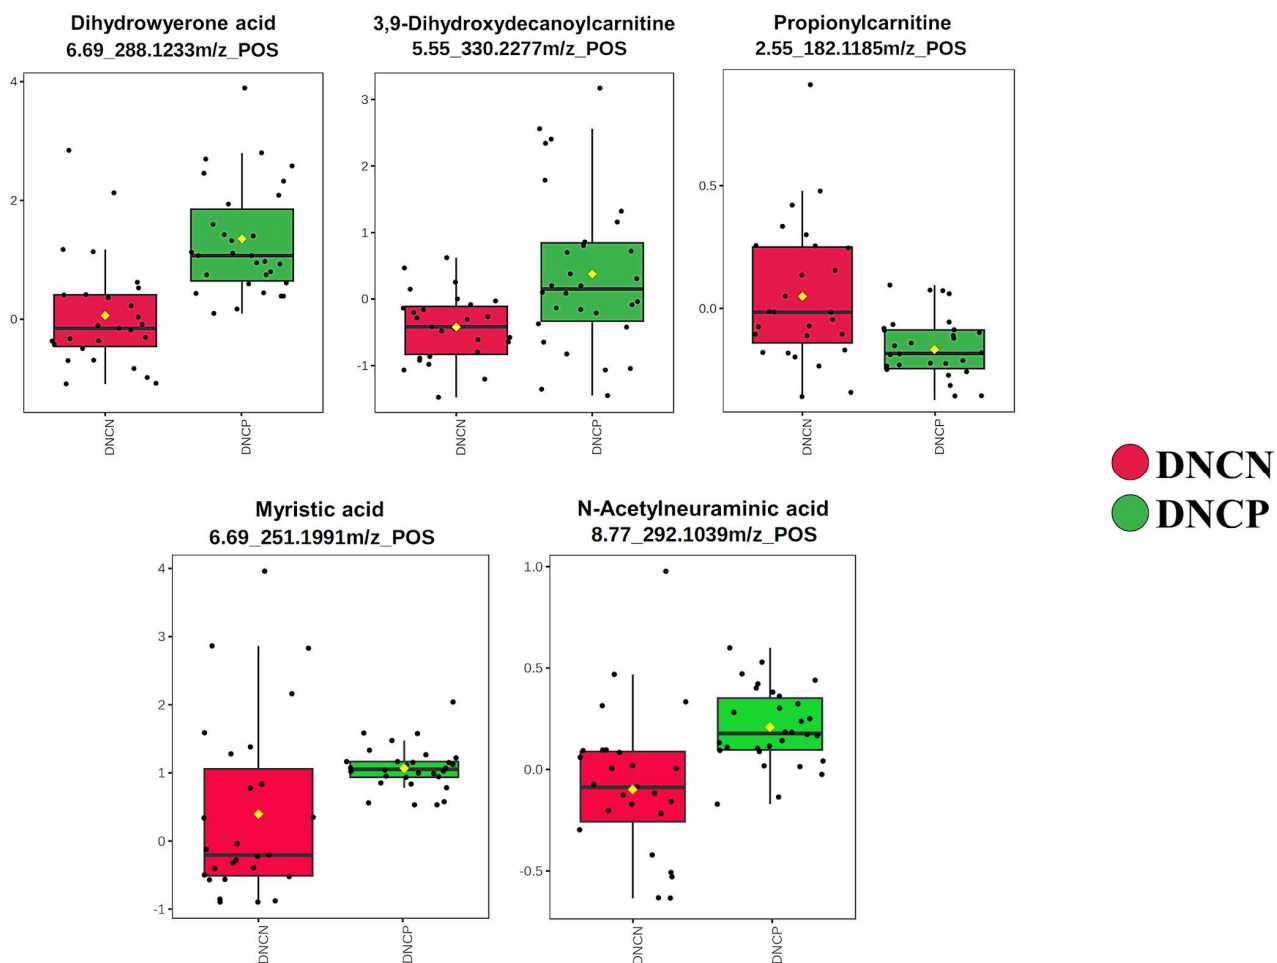 Dihydrowyerone acid
6.69_288.1233m/z_POS
4
2
0
DNCN
DNCP
3,9-Dihydroxydecanoylcarnitine
5.55_330.2277m/z_POS
3
2
1
0
-1
DNCN
DNCP
Propionylcarnitine
2.55_182.1185m/z_POS
0.5
0.0
DNCN
DNCP
DNCN
DNCP
Myristic acid
6.69_251.1991m/z_POS
4
3
2
1
0
-1
DNCN
DNCP
N-Acetylneuraminic acid
8.77_292.1039m/z_POS
1.0
0.5
0.0
-0.5
DNCN
DNCP